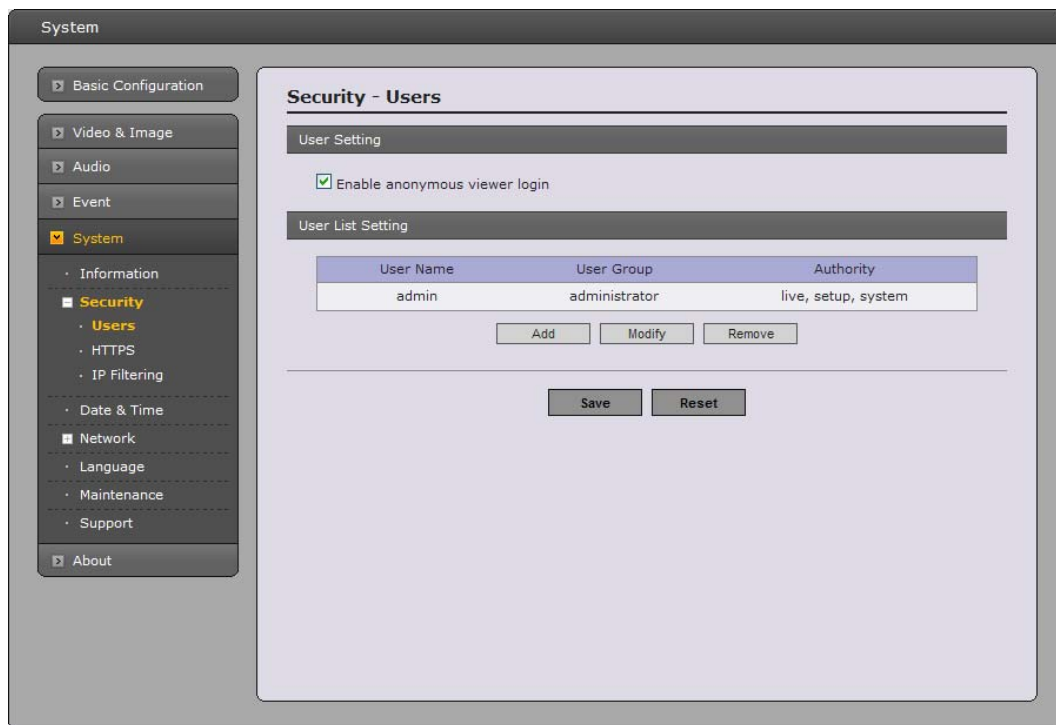 System
Basic Configuration
Video & Image
Audio
Event
System
· Information
Security
· Users
· HTTPS
· IP Filtering
· Date & Time
Network
· Language
· Maintenance
· Support
About
Security - Users
User Setting
Enable anonymous viewer login
User List Setting
User Name User Group Authority
admin administrator live, setup, system
Add Modify Remove
Save Reset